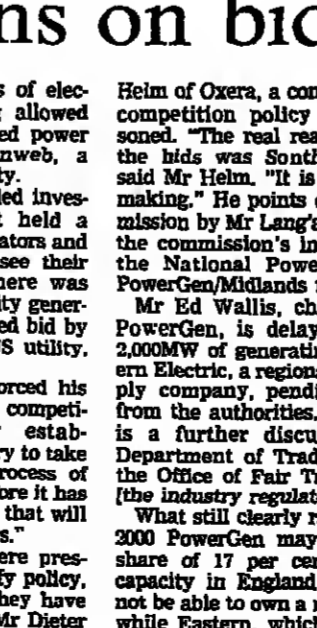 ns on bid
s of elec-
allowed
ed power
nweb, a
ty.
led inves-
t held a
ators and
see their
here was
ity gener-
ed bid by
S utility,
orced his
competi-
estab-
ry to take
rocess of
ore it has
that will
s."
ere pres-
fy policy,
hey have
Mr Dieter
Helm of Oxera, a con
competition policy
soned. "The real rea
the bids was South
said Mr Helm. "It is
making." He points
mission by Mr Lang's
the commission's in
the National Powe
PowerGen/Midlands
Mr Ed Wallis, ch
PowerGen, is delay
2,000MW of generatin
ern Electric, a region
ply company, pendi
from the authorities.
is a further discu
Department of Trad
the Office of Fair Tr
[the industry regulat
What still clearly r
2000 PowerGen may
share of 17 per cen
capacity in England
not be able to own a r
while Eastern, which